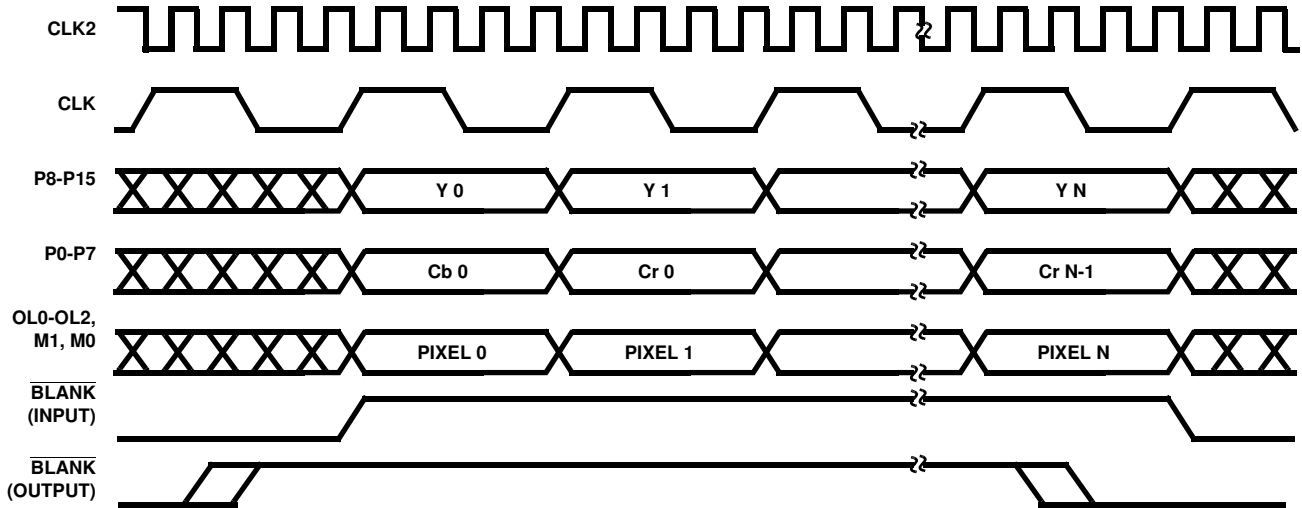 CLK2
CLK
P8-P15
Y 0
Y 1
Y N
P0-P7
Cb 0
Cr 0
Cr N-1
OL0-OL2,
M1, M0
PIXEL 0
PIXEL 1
PIXEL N
BLANK
(INPUT)
BLANK
(OUTPUT)